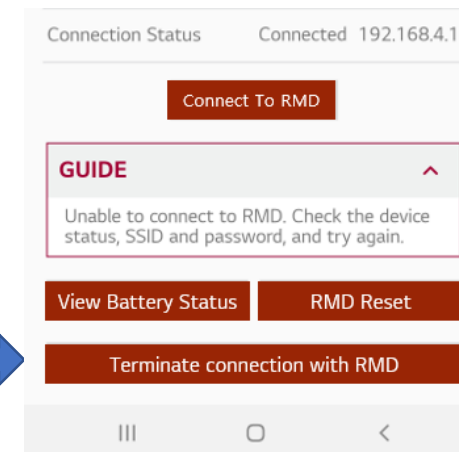 Connection Status Connected 192.168.4.1
Connect To RMD
GUIDE
Unable to connect to RMD. Check the device
status, SSID and password, and try again.
View Battery Status RMD Reset
Terminate connection with RMD